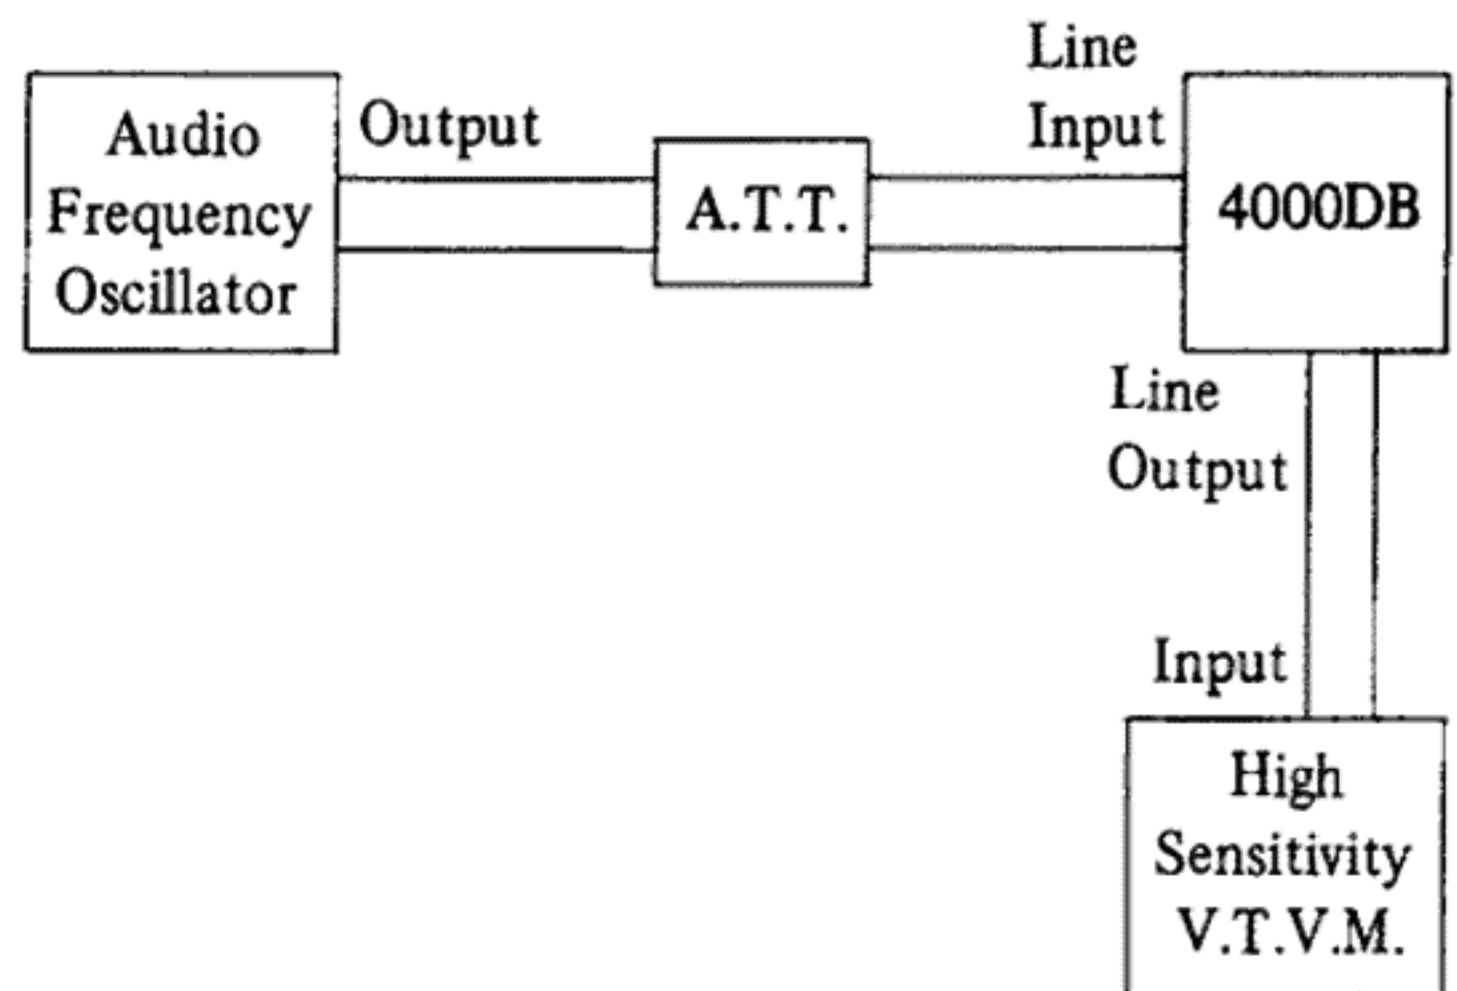 Audio
Frequency
Oscillator
Output
A.T.T.
Line
Input
4000DB
Line
Output
Input
High
Sensitivity
V.T.V.M.